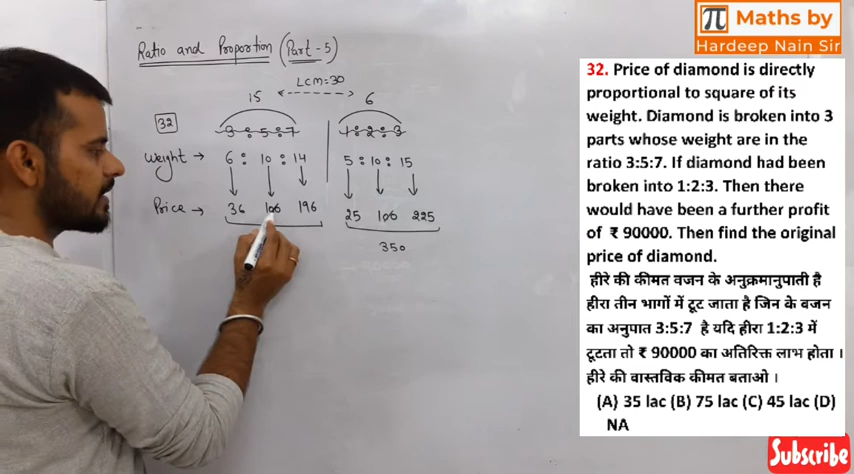 Ratio and Proportion (Part-5)
LCM=30
15
6
32
3:5:7
1:2:3
Weight → 6 : 10 : 14
5 : 10 : 15
Price → 36 100 196
25 100 225
350
π Maths by
Hardeep Nain Sir
32. Price of diamond is directly
proportional to square of its
weight. Diamond is broken into 3
parts whose weight are in the
ratio 3:5:7. If diamond had been
broken into 1:2:3. Then there
would have been a further profit
of ₹ 90000. Then find the original
price of diamond.
हीरे की कीमत वजन के अनुक्रमानुपाती है
हीरा तीन भागों में टूट जाता है जिन के वजन
का अनुपात 3:5:7 है यदि हीरा 1:2:3 में
टूटता तो ₹ 90000 का अतिरिक्त लाभ होता ।
हीरे की वास्तविक कीमत बताओ ।
(A) 35 lac (B) 75 lac (C) 45 lac (D)
NA
Subscribe